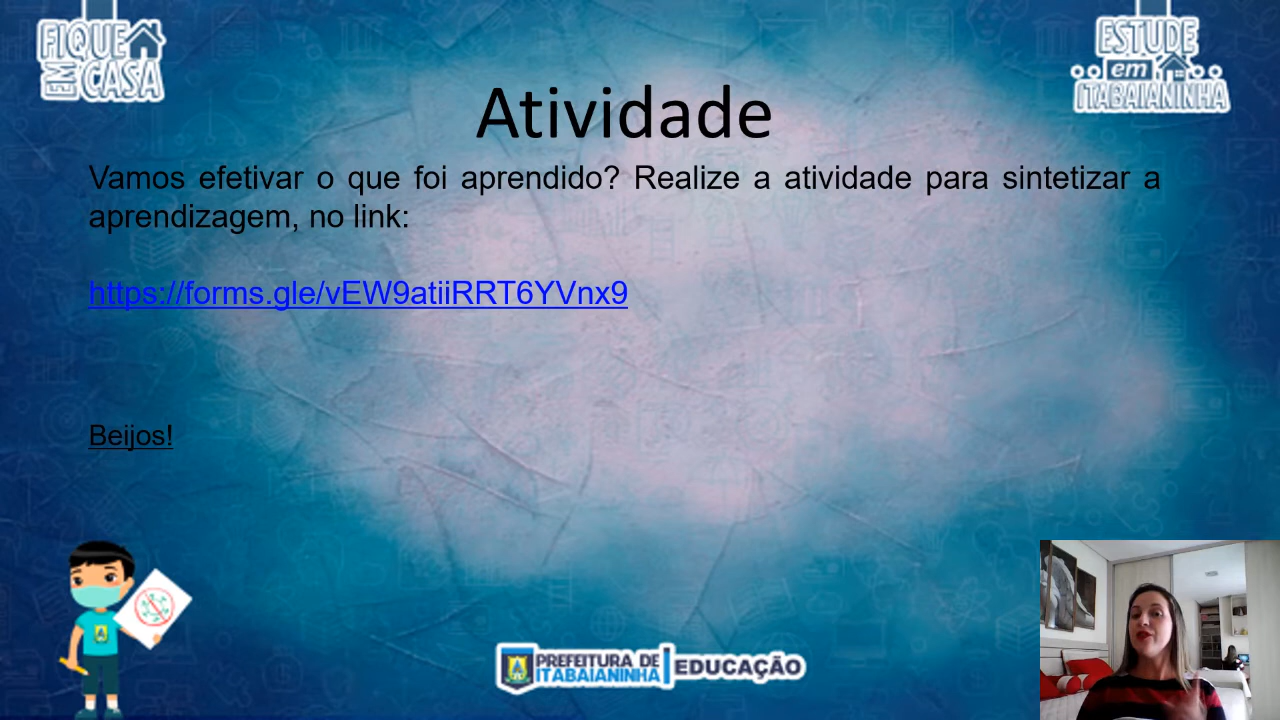 FIQUE
EM CASA
ESTUDE
em
ITABAIANINHA
Atividade
Vamos efetivar o que foi aprendido? Realize a atividade para sintetizar a
aprendizagem, no link:
https://forms.gle/vEW9atiiRRT6YVnx9
Beijos!
PREFEITURA DE
ITABAIANINHA
EDUCAÇÃO